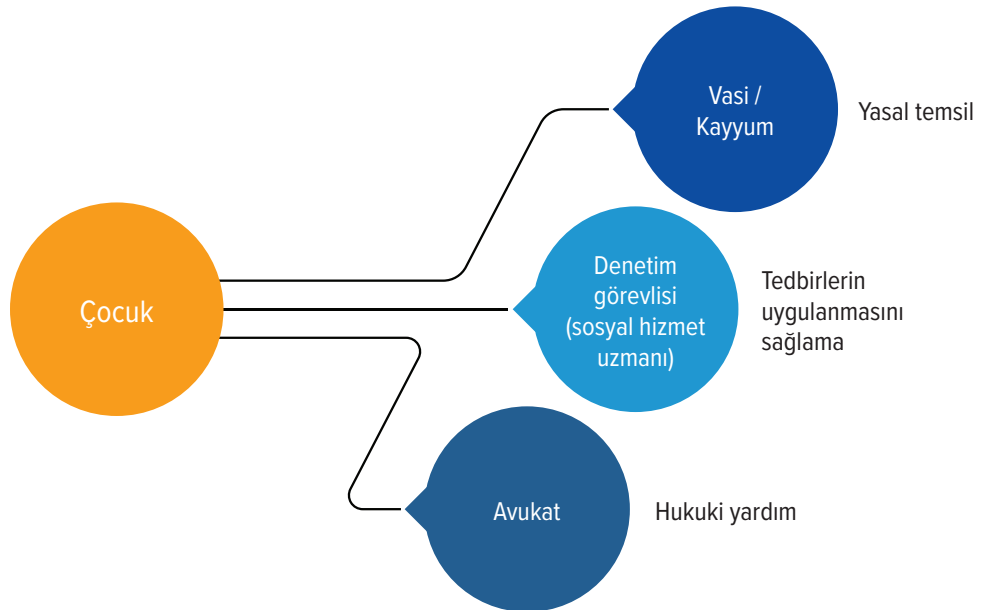 Çocuk
Vasi /
Kayyum
Yasal temsil
Denetim
görevlisi
(sosyal hizmet
uzmanı)
Tedbirlerin
uygulanmasını
sağlama
Avukat
Hukuki yardım